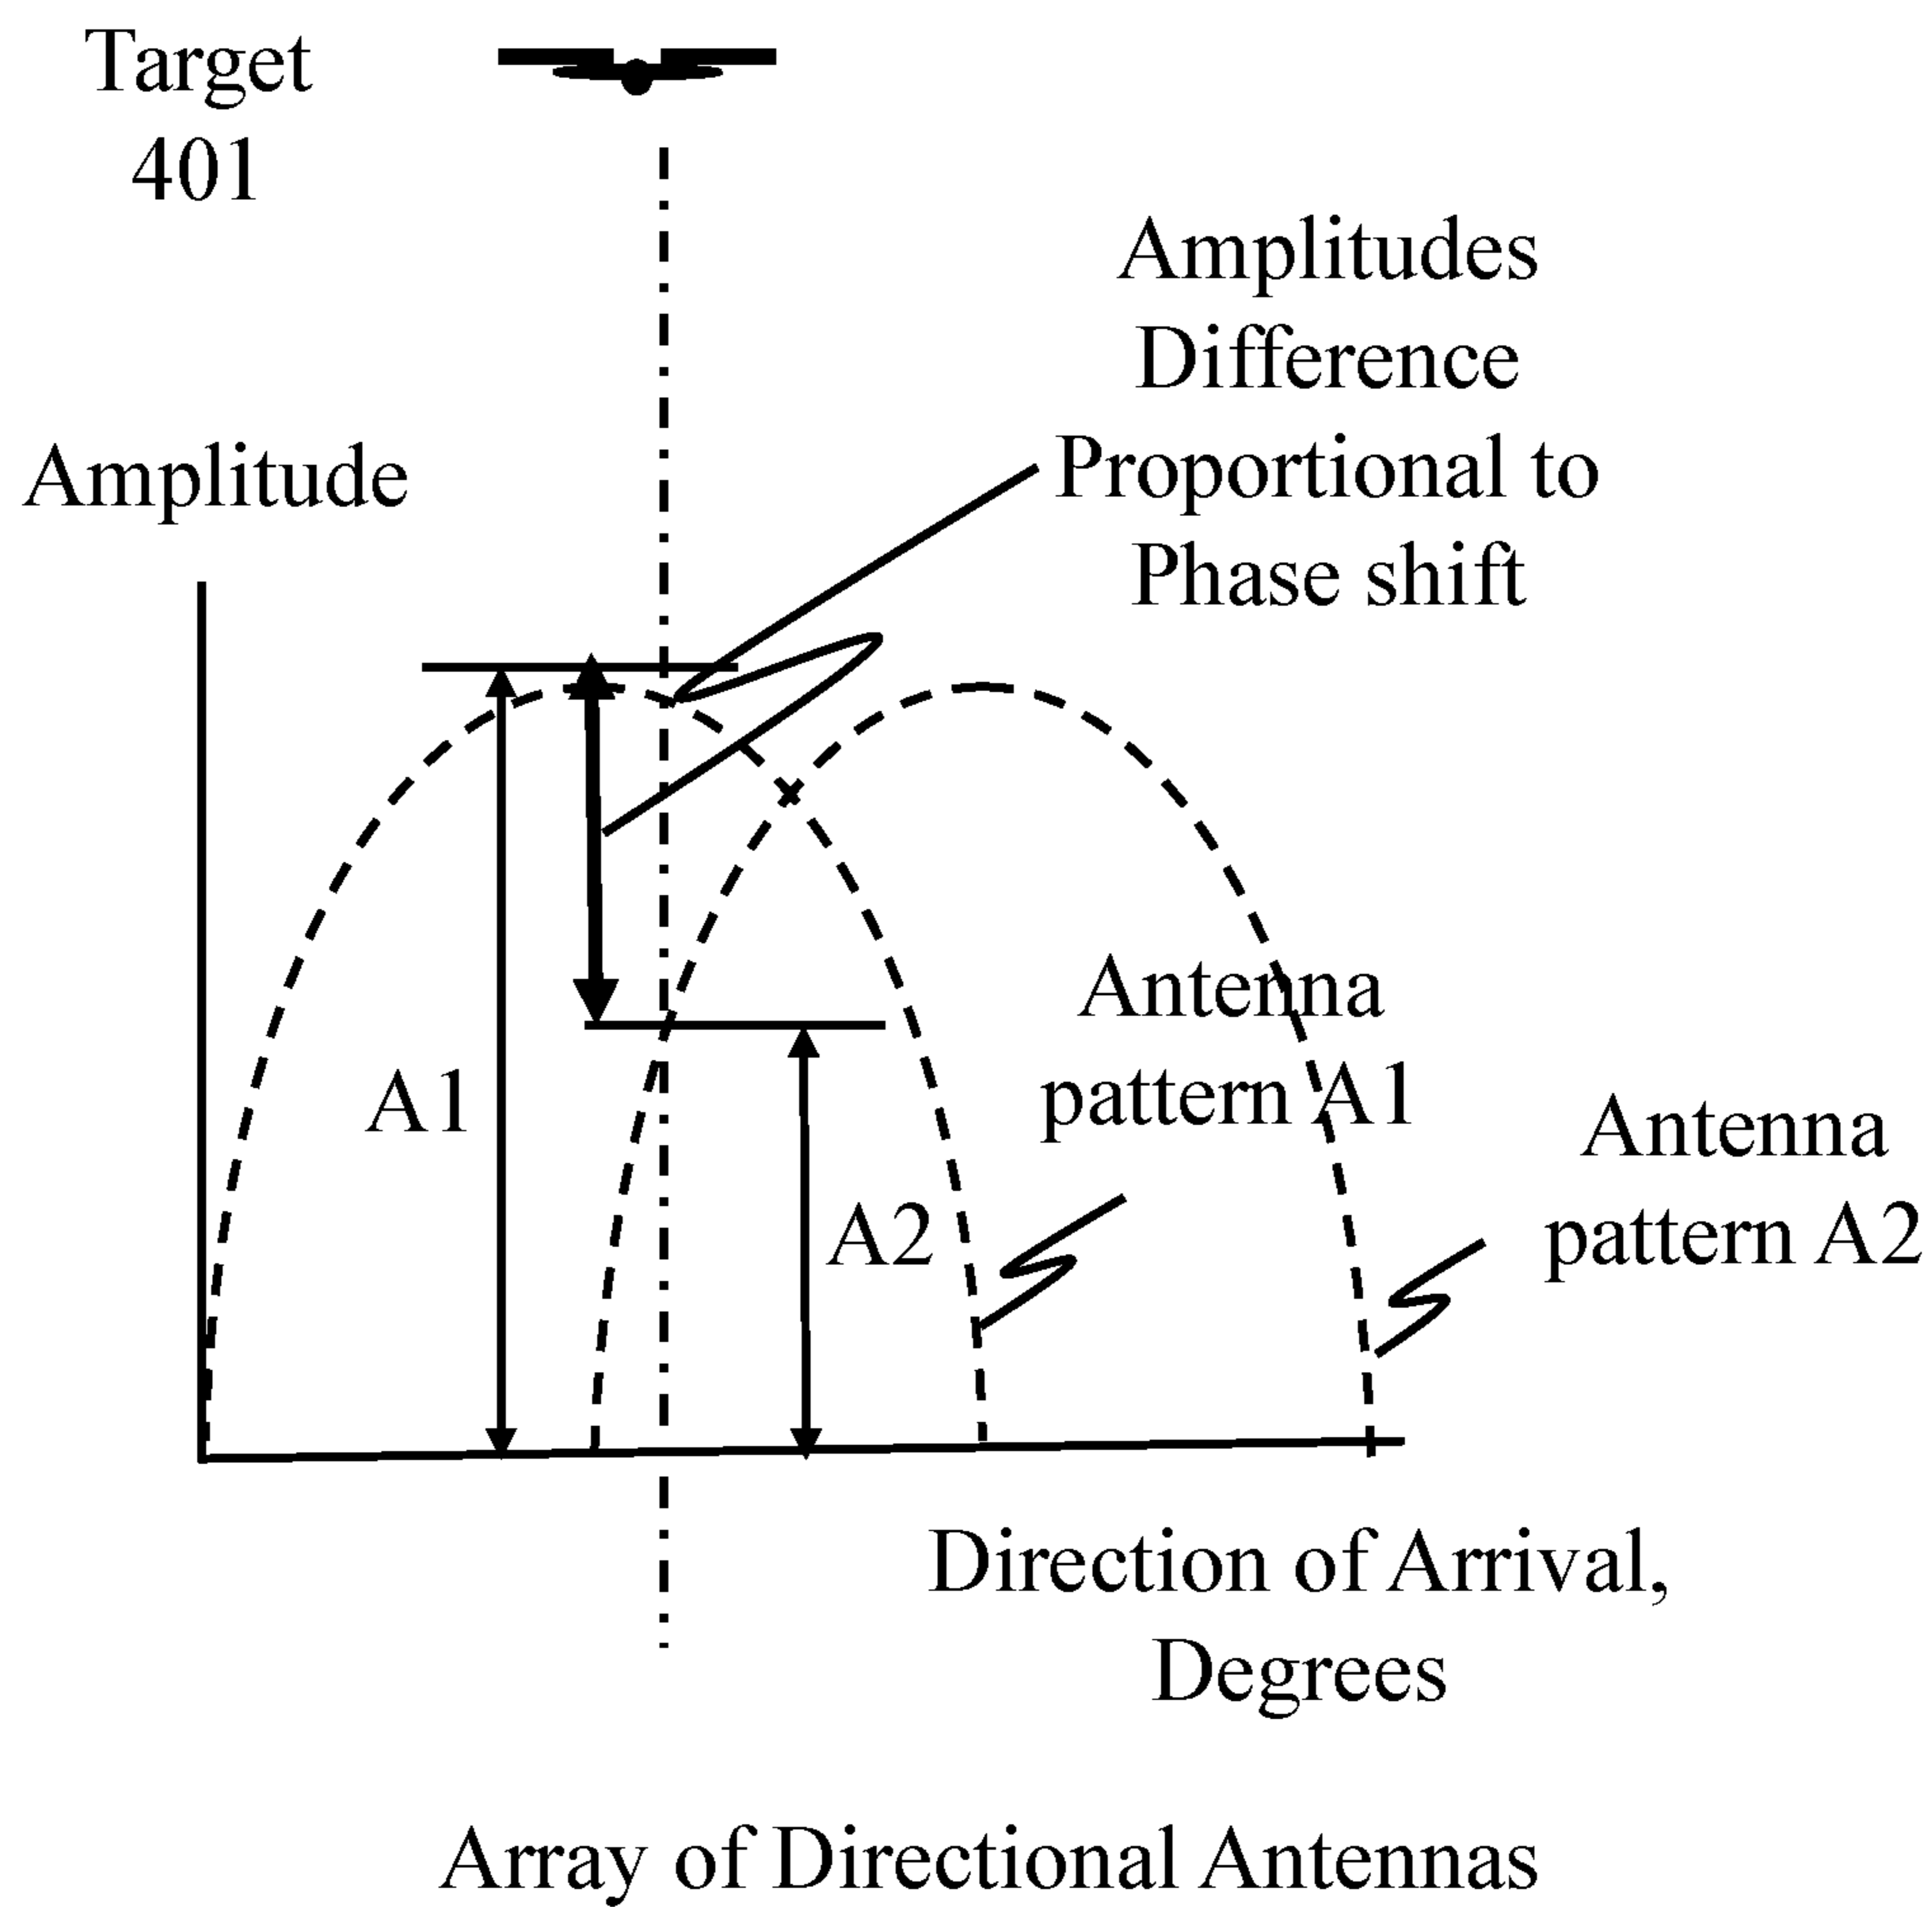 Target
401
Amplitudes
Difference
Proportional to
Phase shift
Amplitude
A1
A2
Antenna
pattern A1
Antenna
pattern A2
Direction of Arrival,
Degrees
Array of Directional Antennas